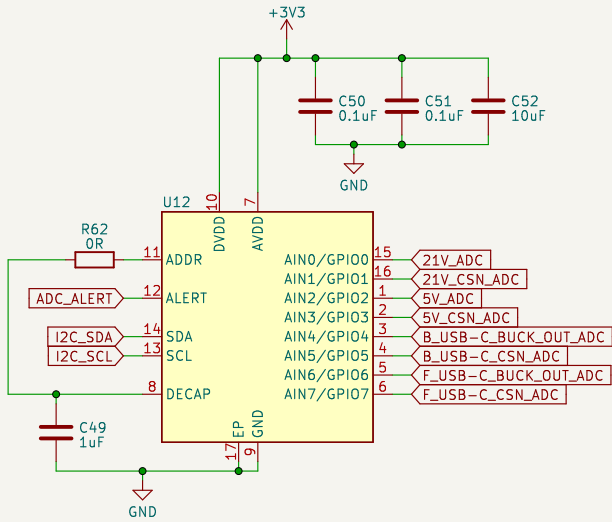 +3V3
C50
0.1uF
C51
0.1uF
C52
10uF
GND
U12
10
7
DVDD
AVDD
R62
0R
11
ADDR
ADC_ALERT
12
ALERT
I2C_SDA
14
SDA
I2C_SCL
13
SCL
8
DECAP
AIN0/GPIO0
15
21V_ADC
AIN1/GPIO1
16
21V_CSN_ADC
AIN2/GPIO2
1
5V_ADC
AIN3/GPIO3
2
5V_CSN_ADC
AIN4/GPIO4
3
B_USB-C_BUCK_OUT_ADC
AIN5/GPIO5
4
B_USB-C_CSN_ADC
AIN6/GPIO6
5
F_USB-C_BUCK_OUT_ADC
AIN7/GPIO7
6
F_USB-C_CSN_ADC
EP
GND
17
9
C49
1uF
GND